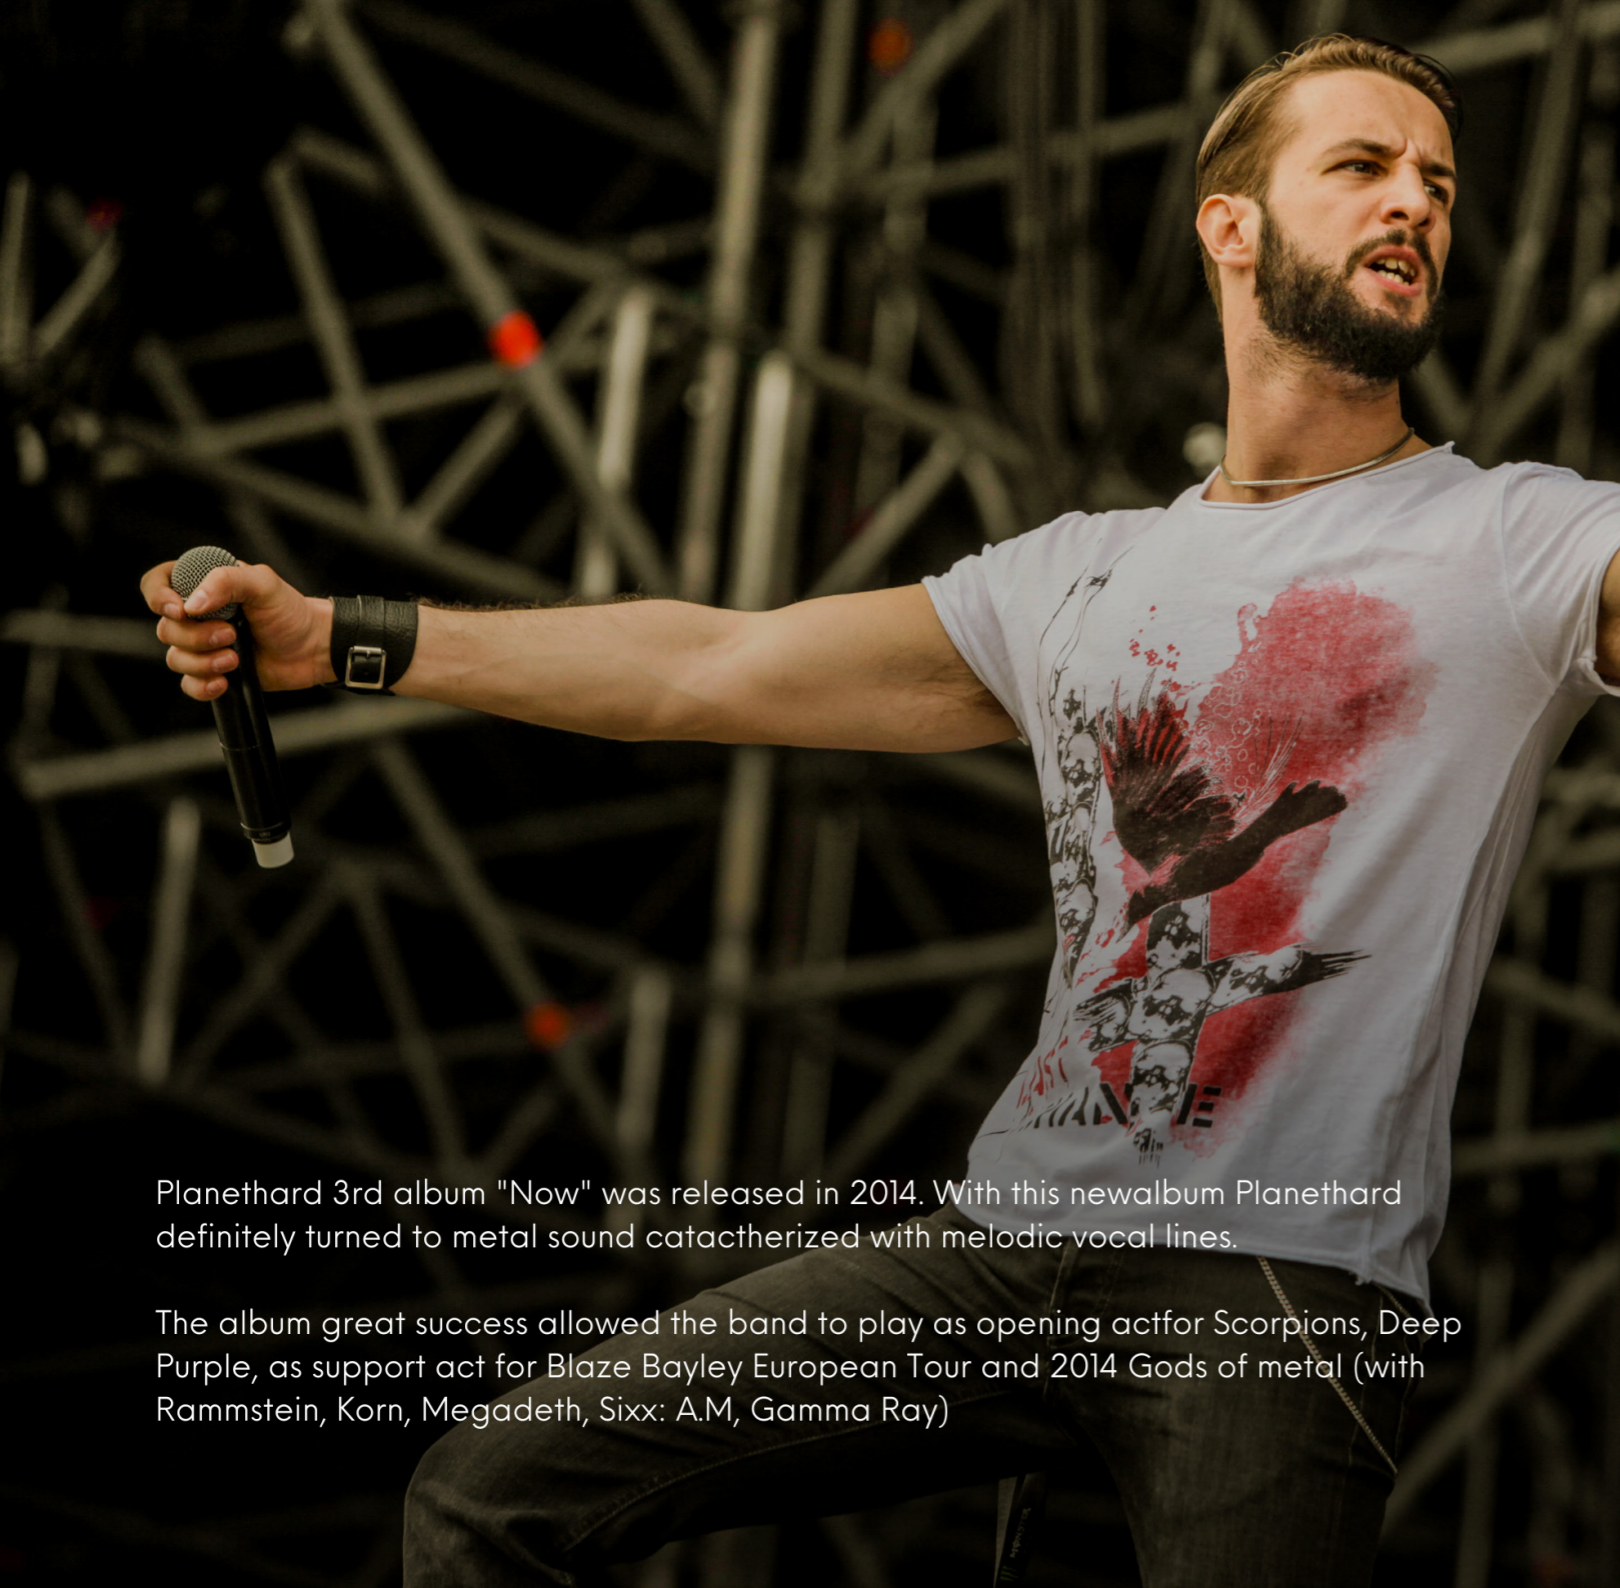 ANE
Planethard 3rd album "Now" was released in 2014. With this newalbum Planethard
definitely turned to metal sound catactherized with melodic vocal lines.
The album great success allowed the band to play as opening actfor Scorpions, Deep
Purple, as support act for Blaze Bayley European Tour and 2014 Gods of metal (with
Rammstein, Korn, Megadeth, Sixx: A.M, Gamma Ray)